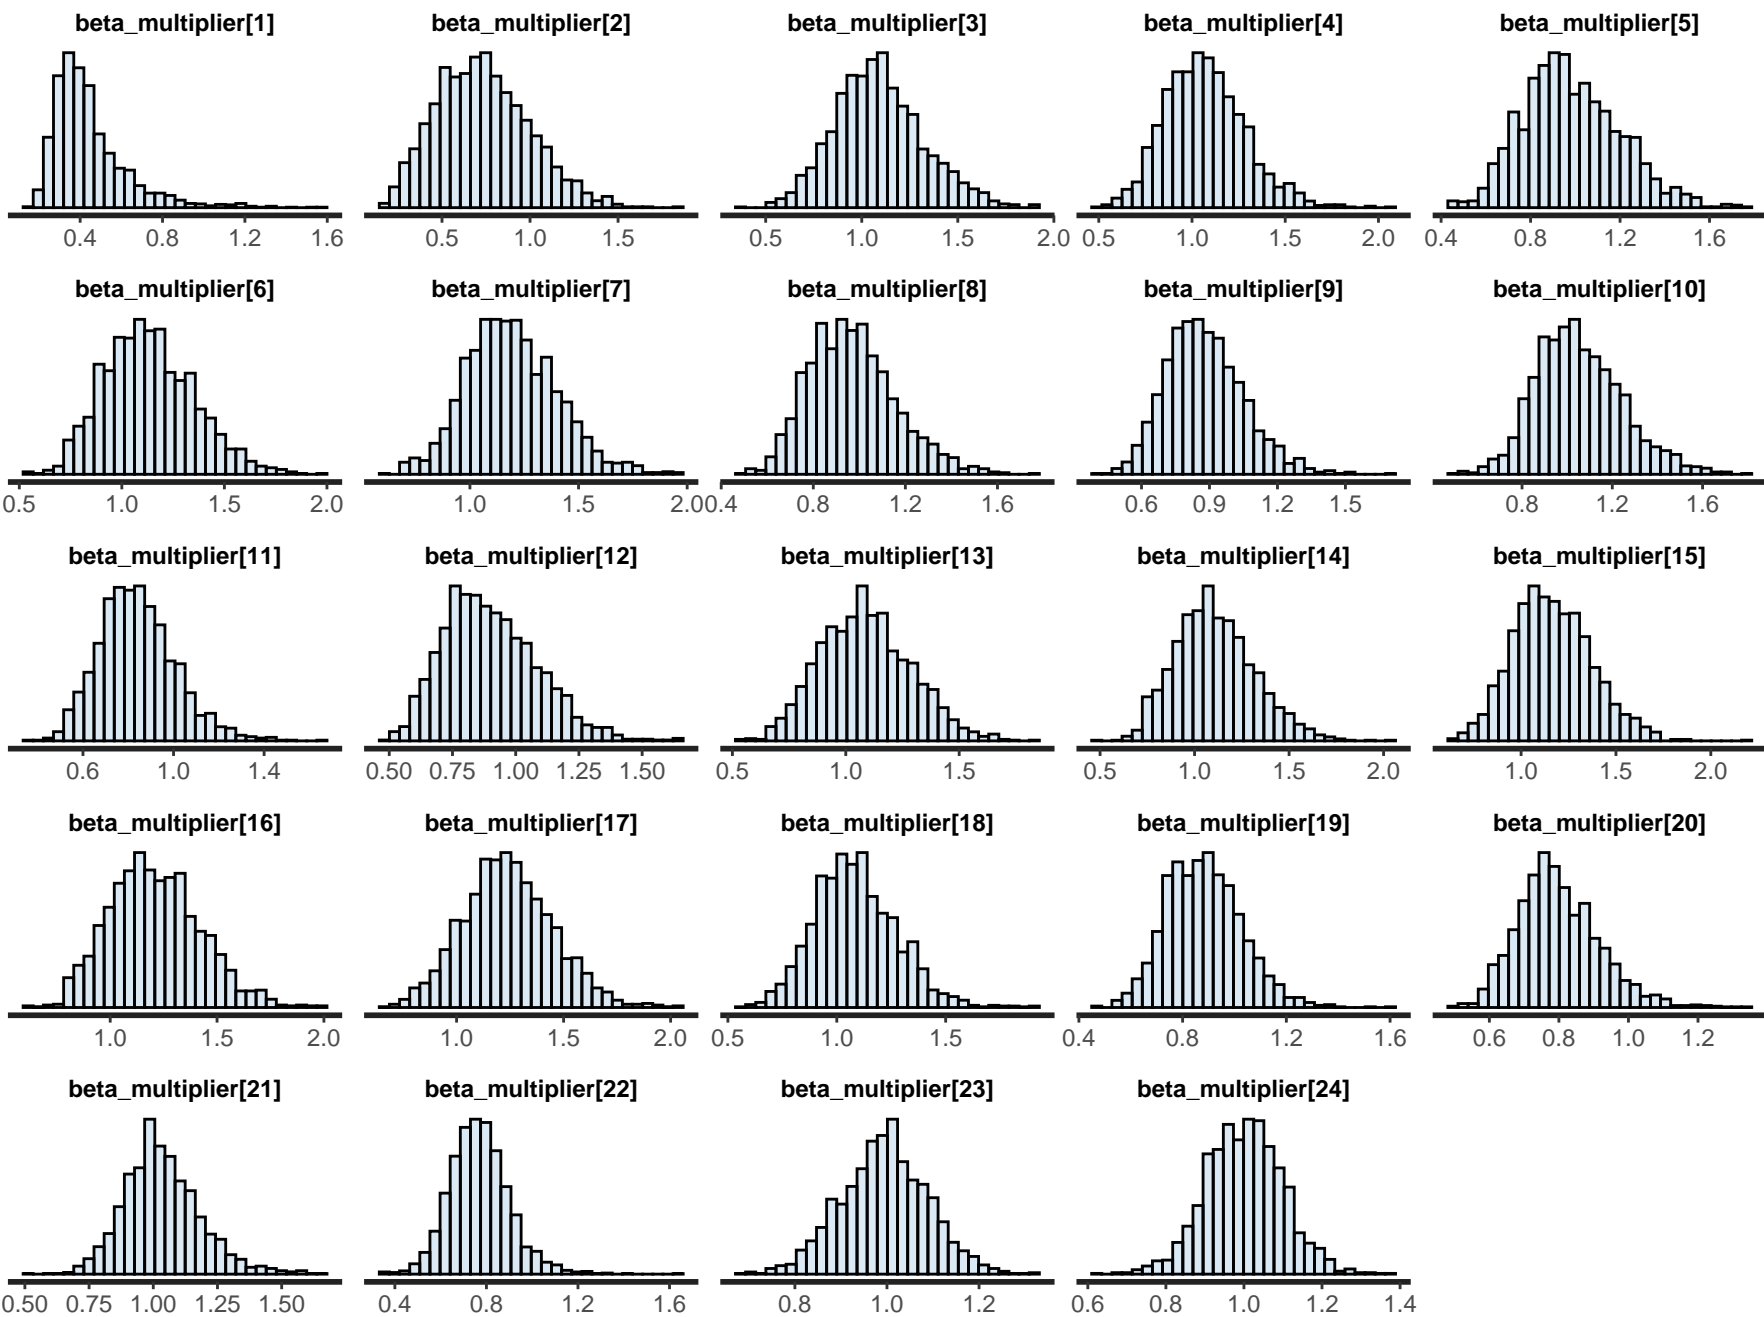 beta_multiplier[1] beta_multiplier[2] beta_multiplier[3] beta_multiplier[4] beta_multiplier[5]
0.4 0.8 1.2 1.6 0.5 1.0 1.5 0.5 1.0 1.5 2.0 0.5 1.0 1.5 2.0 0.4 0.8 1.2 1.6
beta_multiplier[6] beta_multiplier[7] beta_multiplier[8] beta_multiplier[9] beta_multiplier[10]
0.5 1.0 1.5 2.0 1.0 1.5 2.0 0.4 0.8 1.2 1.6 0.6 0.9 1.2 1.5 0.8 1.2 1.6
beta_multiplier[11] beta_multiplier[12] beta_multiplier[13] beta_multiplier[14] beta_multiplier[15]
0.6 1.0 1.4 0.50 0.75 1.00 1.25 1.50 0.5 1.0 1.5 0.5 1.0 1.5 2.0 1.0 1.5 2.0
beta_multiplier[16] beta_multiplier[17] beta_multiplier[18] beta_multiplier[19] beta_multiplier[20]
1.0 1.5 2.0 1.0 1.5 2.0 0.5 1.0 1.5 0.4 0.8 1.2 1.6 0.6 0.8 1.0 1.2
beta_multiplier[21] beta_multiplier[22] beta_multiplier[23] beta_multiplier[24]
0.50 0.75 1.00 1.25 1.50 0.4 0.8 1.2 1.6 0.8 1.0 1.2 0.6 0.8 1.0 1.2 1.4